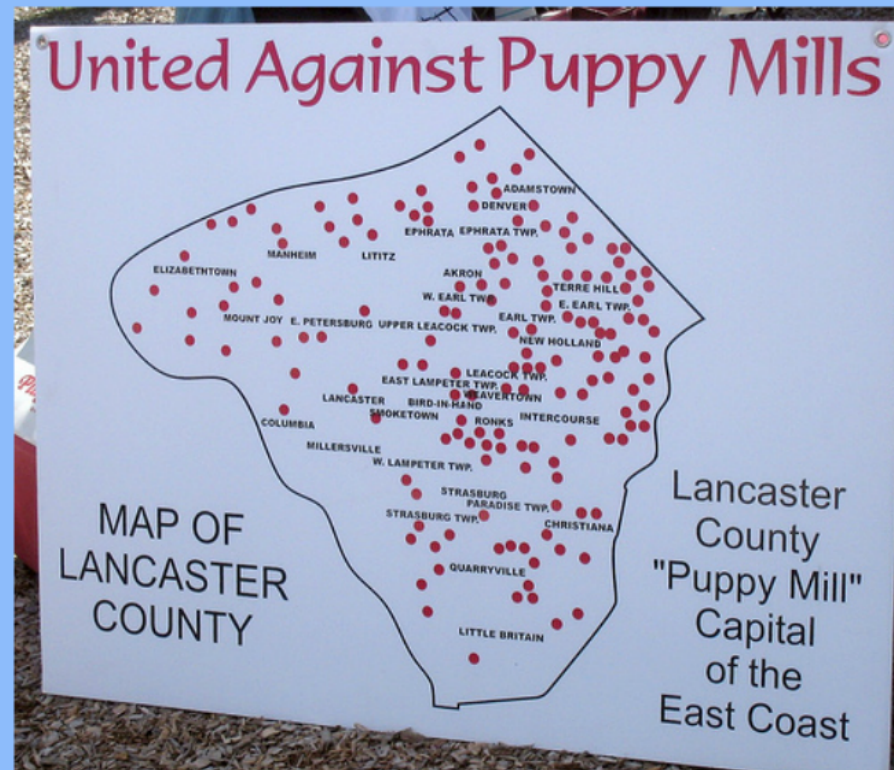 United Against Puppy Mills
ADAMSTOWN
DENVER
EPHRATA EPHRATA TWP.
MANHEIM LITITZ
ELIZABETHTOWN
AKRON
TERRE HILL
W. EARL TWP.
E. EARL TWP.
MOUNT JOY E. PETERSBURG UPPER LEACOCK TWP.
EARL TWP.
NEW HOLLAND
LEACOCK TWP.
EAST LAMPETER TWP.
WEAVERTOWN
LANCASTER BIRD-IN-HAND
SMOKETOWN RONKS INTERCOURSE
COLUMBIA
MILLERSVILLE
W. LAMPETER TWP.
STRASBURG
PARADISE TWP.
STRASBURG TWP.
CHRISTIANA
QUARRYVILLE
LITTLE BRITAIN
MAP OF
LANCASTER
COUNTY
Lancaster
County
"Puppy Mill"
Capital
of the
East Coast